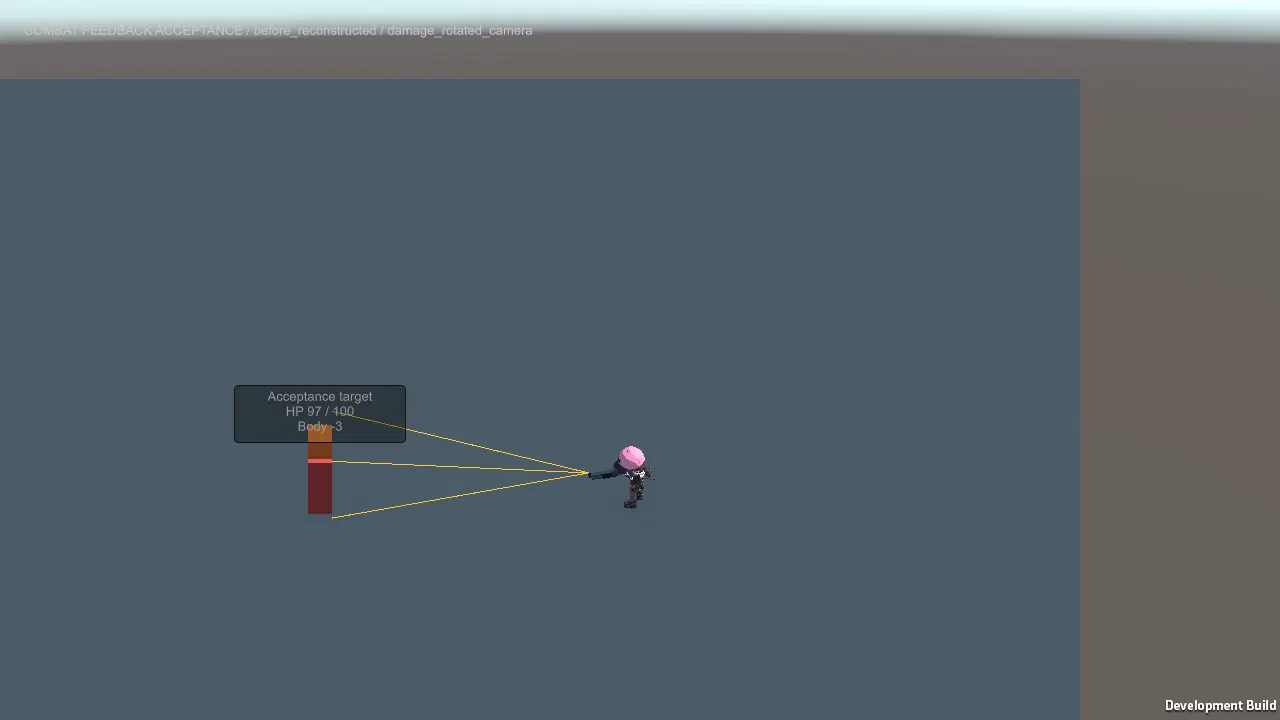 COMBAT FEEDBACK ACCEPTANCE / before_reconstructed / damage_rotated_camera
Acceptance target
HP 97 / 100
Body -3
Development Build